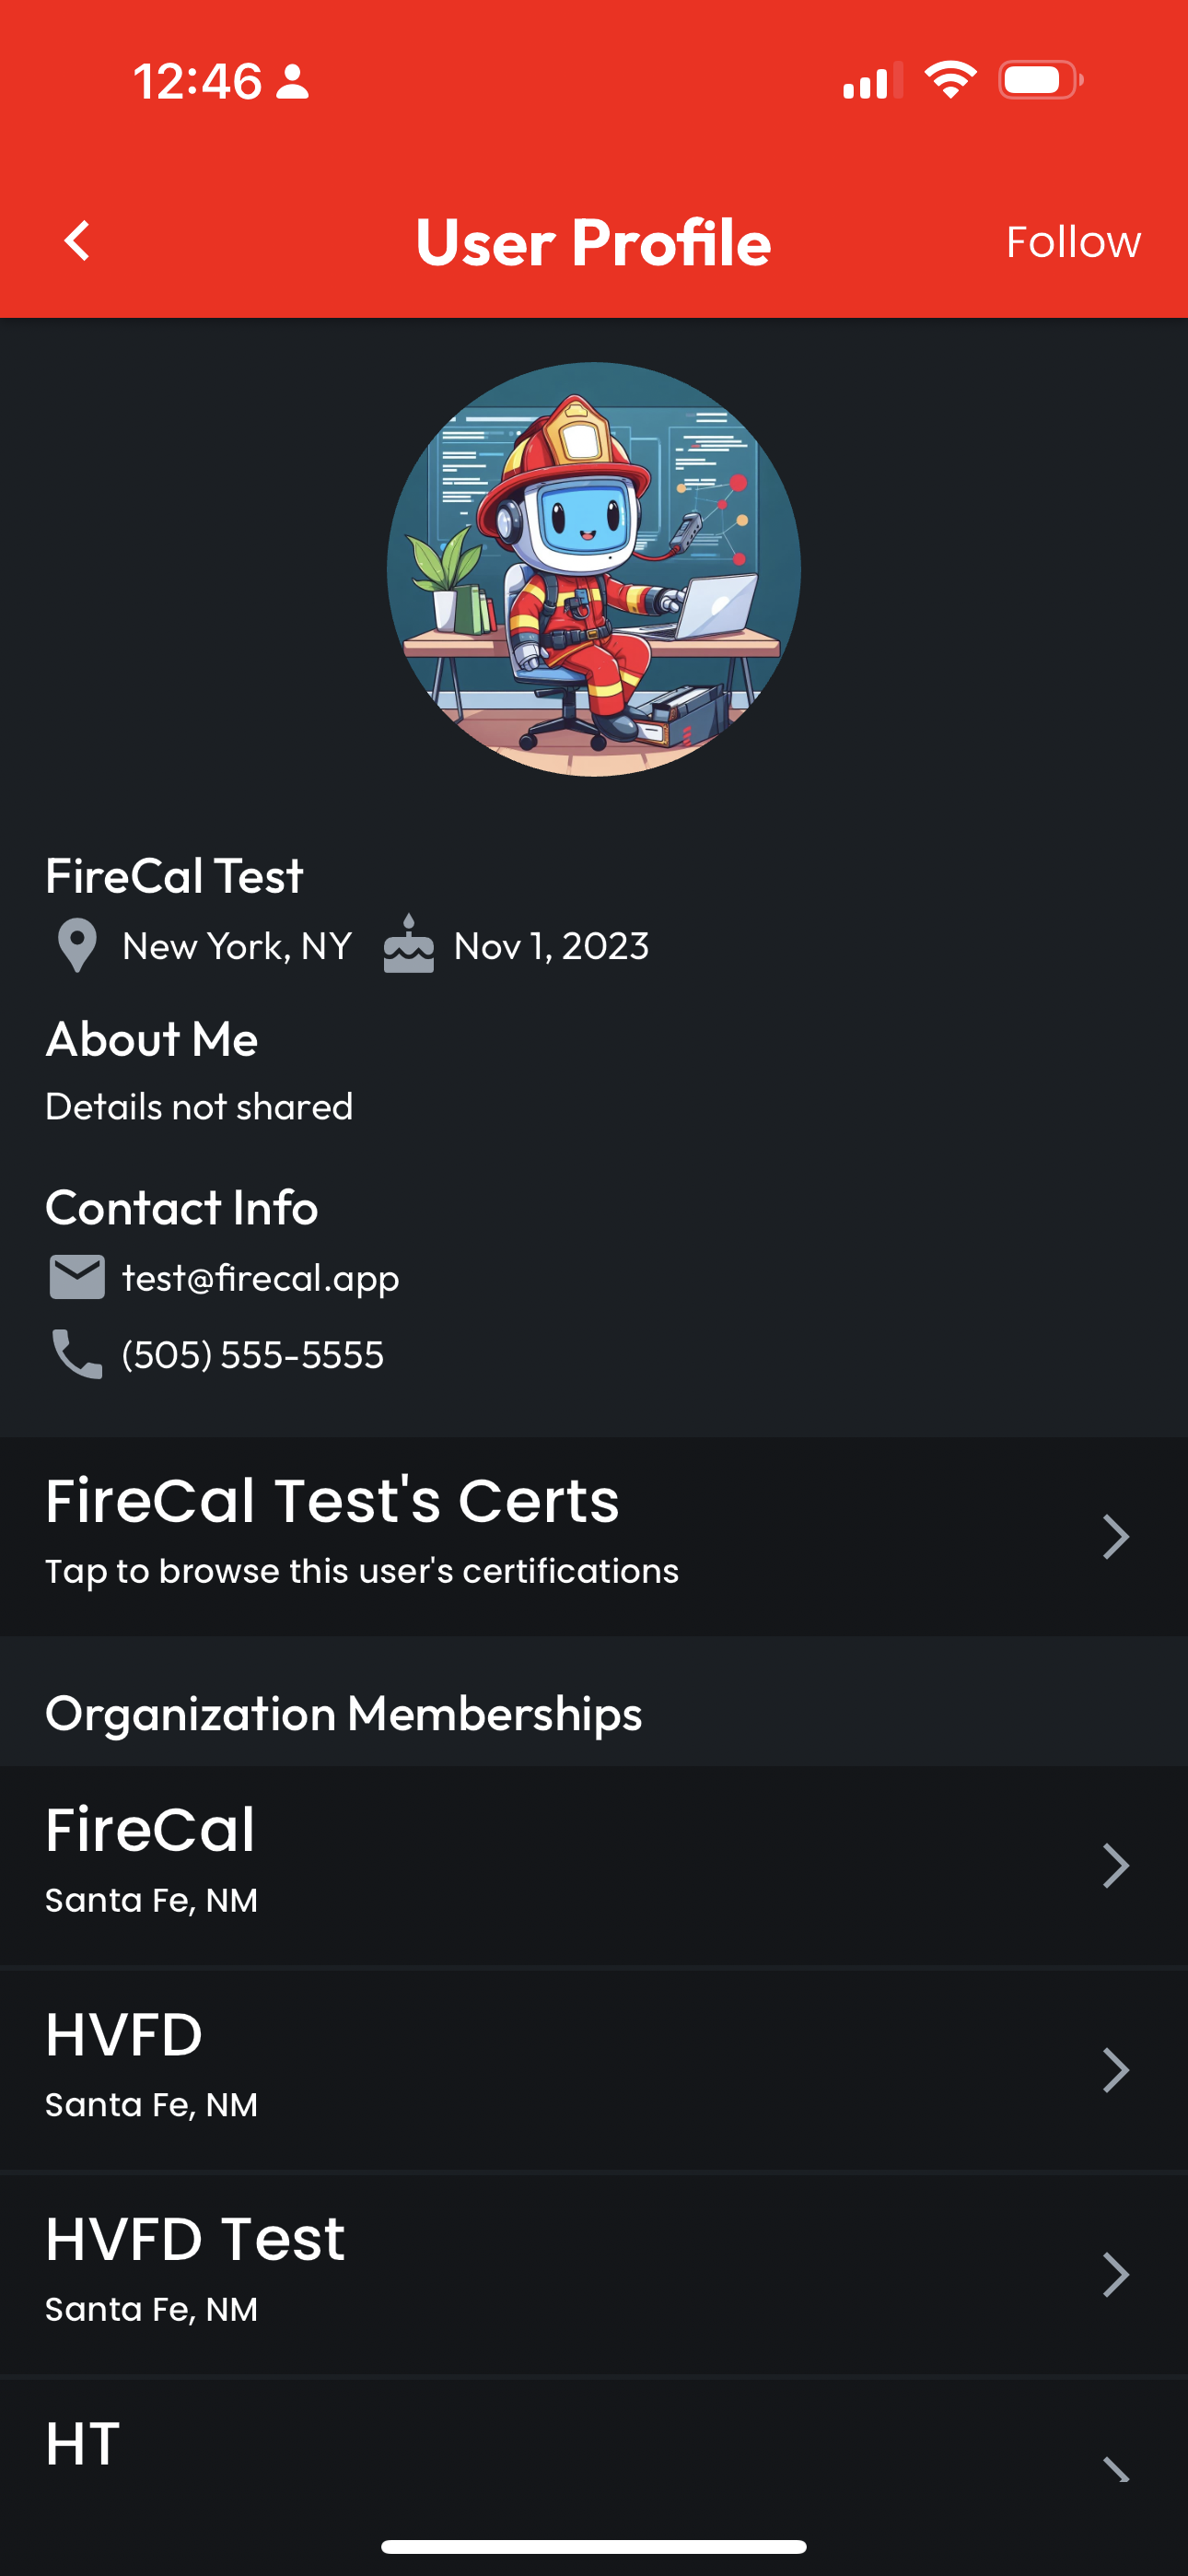 12:46
User Profile
Follow
FireCal Test
New York, NY Nov 1, 2023
About Me
Details not shared
Contact Info
test@firecal.app
(505) 555-5555
FireCal Test's Certs
Tap to browse this user's certifications
Organization Memberships
FireCal
Santa Fe, NM
HVFD
Santa Fe, NM
HVFD Test
Santa Fe, NM
HT